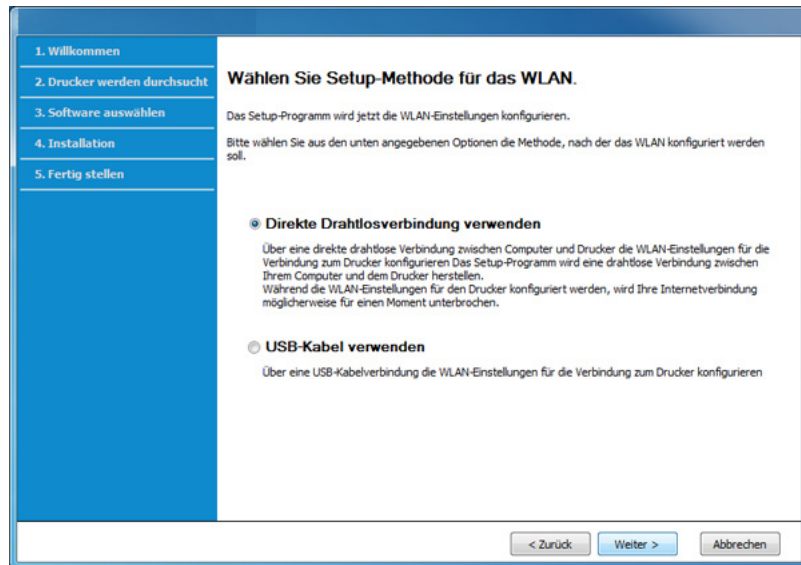 1. Willkommen
2. Drucker werden durchsucht
3. Software auswählen
4. Installation
5. Fertig stellen
Wählen Sie Setup-Methode für das WLAN.
Das Setup-Programm wird jetzt die WLAN-Einstellungen konfigurieren.
Bitte wählen Sie aus den unten angegebenen Optionen die Methode, nach der das WLAN konfiguriert werden
soll.
Direkte Drahtlosverbindung verwenden
Über eine direkte drahtlose Verbindung zwischen Computer und Drucker die WLAN-Einstellungen für die
Verbindung zum Drucker konfigurieren Das Setup-Programm wird eine drahtlose Verbindung zwischen
Ihrem Computer und dem Drucker herstellen.
Während die WLAN-Einstellungen für den Drucker konfiguriert werden, wird Ihre Internetverbindung
möglicherweise für einen Moment unterbrochen.
USB-Kabel verwenden
Über eine USB-Kabelverbindung die WLAN-Einstellungen für die Verbindung zum Drucker konfigurieren
< Zurück Weiter > Abbrechen